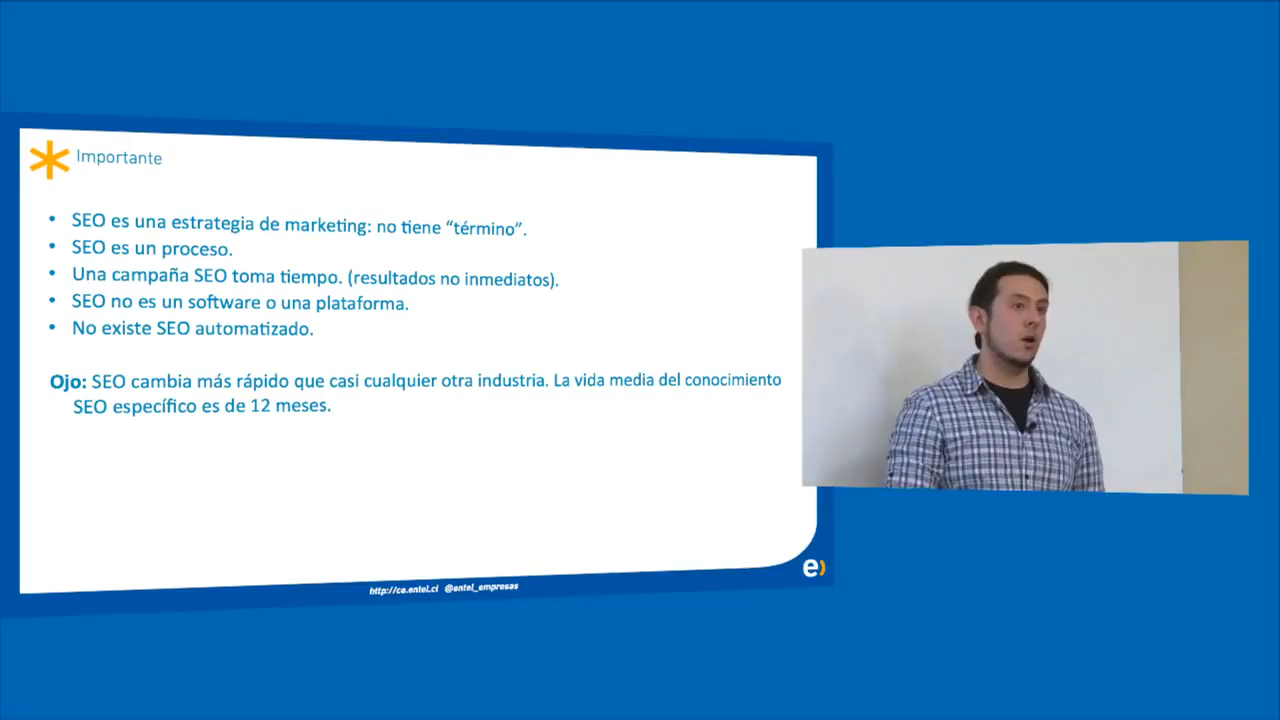 Importante
• SEO es una estrategia de marketing: no tiene “término”.
• SEO es un proceso.
• Una campaña SEO toma tiempo. (resultados no inmediatos).
• SEO no es un software o una plataforma.
• No existe SEO automatizado.
Ojo: SEO cambia más rápido que casi cualquier otra industria. La vida media del conocimiento
SEO específico es de 12 meses.
e)
http://ce.entel.cl @entel_empresas